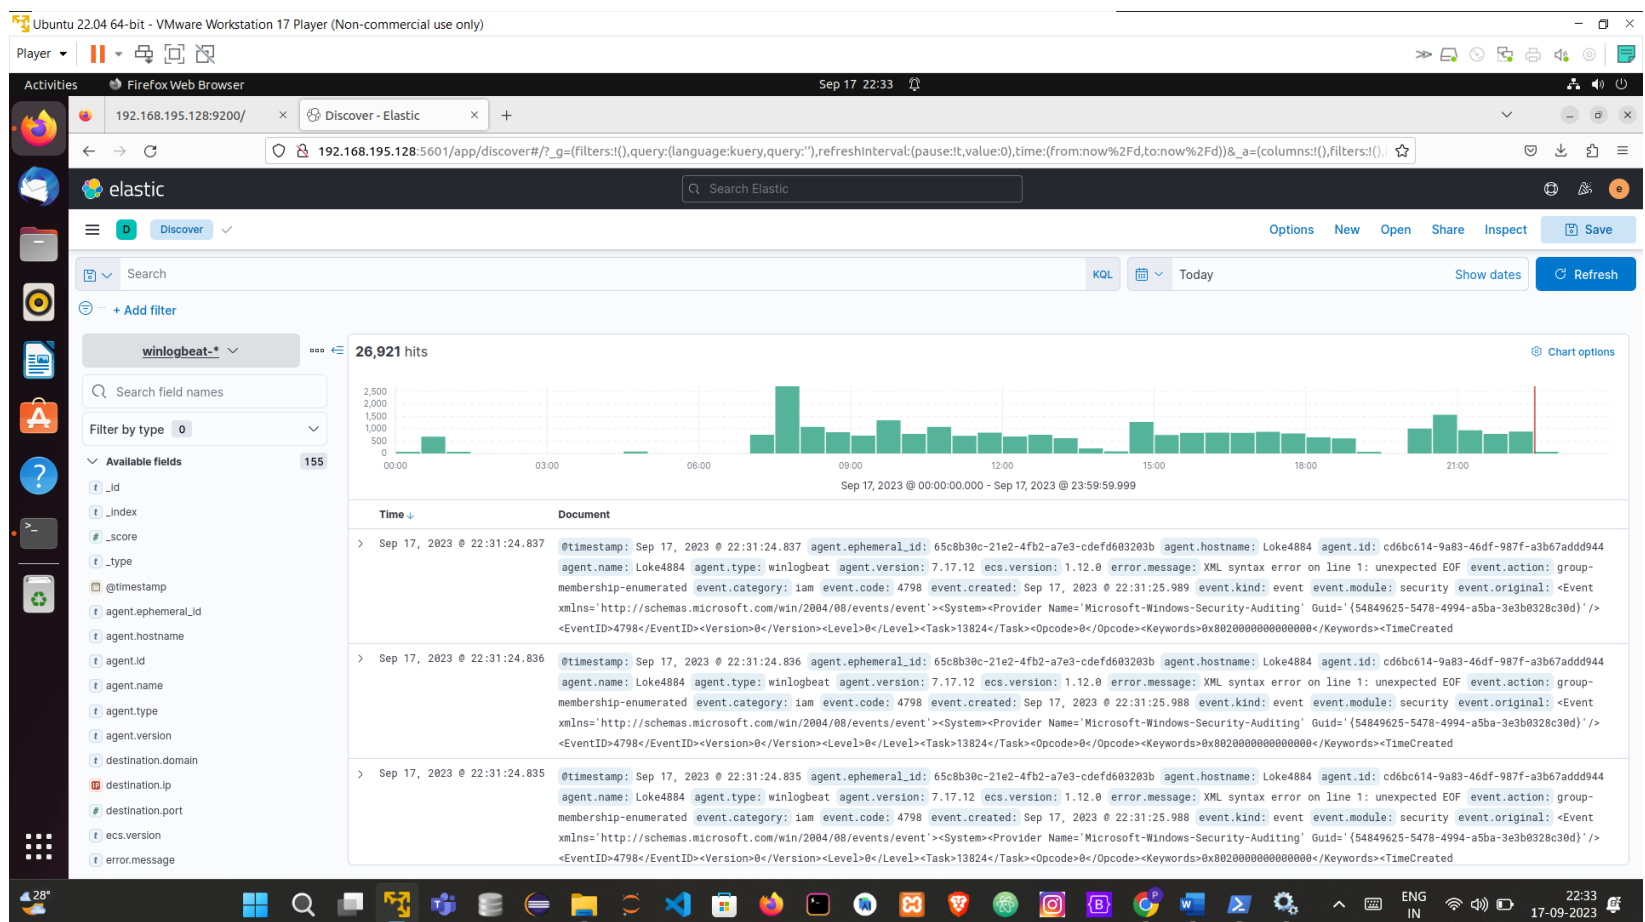 Ubuntu 22.04 64-bit - VMware Workstation 17 Player (Non-commercial use only)
Player
Activities Firefox Web Browser Sep 17 22:33
192.168.195.128:9200/ Discover - Elastic
192.168.195.128:5601/app/discover#/?_g=(filters:!(),query:(language:kuery,query:''),refreshInterval:(pause:!t,value:0),time:(from:now%2Fd,to:now%2Fd))&_a=(columns:!(),filters:!(),
elastic Search Elastic e
D Discover Options New Open Share Inspect Save
Search KQL Today Show dates Refresh
+ Add filter
winlogbeat-*
Search field names
Filter by type 0
Available fields 155
t _id
t _index
# _score
t _type
@timestamp
t agent.ephemeral_id
t agent.hostname
t agent.id
t agent.name
t agent.type
t agent.version
t destination.domain
IP destination.ip
# destination.port
t ecs.version
t error.message
26,921 hits Chart options
2,500
2,000
1,500
1,000
500
0
00:00 03:00 06:00 09:00 12:00 15:00 18:00 21:00
Sep 17, 2023 @ 00:00:00.000 - Sep 17, 2023 @ 23:59:59.999
Time Document
Sep 17, 2023 @ 22:31:24.837 @timestamp: Sep 17, 2023 @ 22:31:24.837 agent.ephemeral_id: 65c8b30c-21e2-4fb2-a7e3-cdefd603203b agent.hostname: Loke4884 agent.id: cd6bc614-9a83-46df-987f-a3b67addd944
agent.name: Loke4884 agent.type: winlogbeat agent.version: 7.17.12 ecs.version: 1.12.0 error.message: XML syntax error on line 1: unexpected EOF event.action: group-
membership-enumerated event.category: iam event.code: 4798 event.created: Sep 17, 2023 @ 22:31:25.989 event.kind: event event.module: security event.original: <Event
xmlns='http://schemas.microsoft.com/win/2004/08/events/event'><System><Provider Name='Microsoft-Windows-Security-Auditing' Guid='{54849625-5478-4994-a5ba-3e3b0328c30d}'/>
<EventID>4798</EventID><Version>0</Version><Level>0</Level><Task>13824</Task><Opcode>0</Opcode><Keywords>0x8020000000000000</Keywords><TimeCreated
Sep 17, 2023 @ 22:31:24.836 @timestamp: Sep 17, 2023 @ 22:31:24.836 agent.ephemeral_id: 65c8b30c-21e2-4fb2-a7e3-cdefd603203b agent.hostname: Loke4884 agent.id: cd6bc614-9a83-46df-987f-a3b67addd944
agent.name: Loke4884 agent.type: winlogbeat agent.version: 7.17.12 ecs.version: 1.12.0 error.message: XML syntax error on line 1: unexpected EOF event.action: group-
membership-enumerated event.category: iam event.code: 4798 event.created: Sep 17, 2023 @ 22:31:25.988 event.kind: event event.module: security event.original: <Event
xmlns='http://schemas.microsoft.com/win/2004/08/events/event'><System><Provider Name='Microsoft-Windows-Security-Auditing' Guid='{54849625-5478-4994-a5ba-3e3b0328c30d}'/>
<EventID>4798</EventID><Version>0</Version><Level>0</Level><Task>13824</Task><Opcode>0</Opcode><Keywords>0x8020000000000000</Keywords><TimeCreated
Sep 17, 2023 @ 22:31:24.835 @timestamp: Sep 17, 2023 @ 22:31:24.835 agent.ephemeral_id: 65c8b30c-21e2-4fb2-a7e3-cdefd603203b agent.hostname: Loke4884 agent.id: cd6bc614-9a83-46df-987f-a3b67addd944
agent.name: Loke4884 agent.type: winlogbeat agent.version: 7.17.12 ecs.version: 1.12.0 error.message: XML syntax error on line 1: unexpected EOF event.action: group-
membership-enumerated event.category: iam event.code: 4798 event.created: Sep 17, 2023 @ 22:31:25.988 event.kind: event event.module: security event.original: <Event
xmlns='http://schemas.microsoft.com/win/2004/08/events/event'><System><Provider Name='Microsoft-Windows-Security-Auditing' Guid='{54849625-5478-4994-a5ba-3e3b0328c30d}'/>
<EventID>4798</EventID><Version>0</Version><Level>0</Level><Task>13824</Task><Opcode>0</Opcode><Keywords>0x8020000000000000</Keywords><TimeCreated
28°
ENG 22:33
IN 17-09-2023